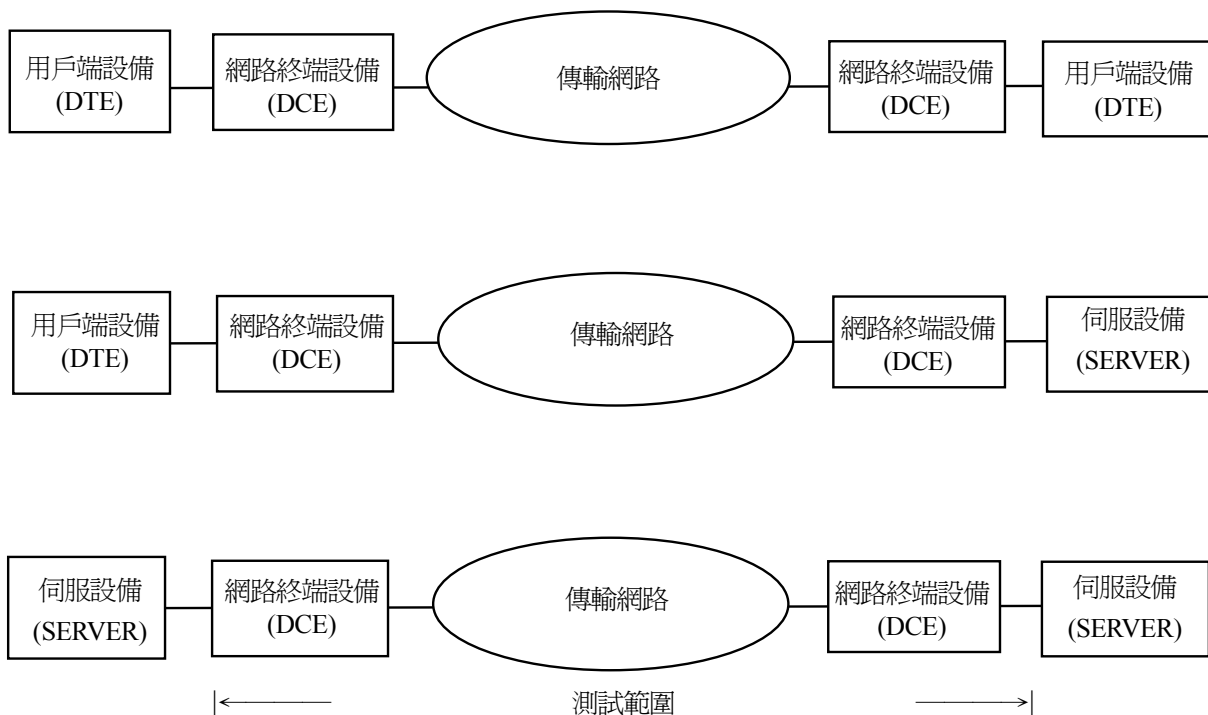 用戶端設備
(DTE)
網路終端設備
(DCE)
傳輸網路
網路終端設備
(DCE)
用戶端設備
(DTE)
用戶端設備
(DTE)
網路終端設備
(DCE)
傳輸網路
網路終端設備
(DCE)
伺服設備
(SERVER)
伺服設備
(SERVER)
網路終端設備
(DCE)
傳輸網路
網路終端設備
(DCE)
伺服設備
(SERVER)
測試範圍